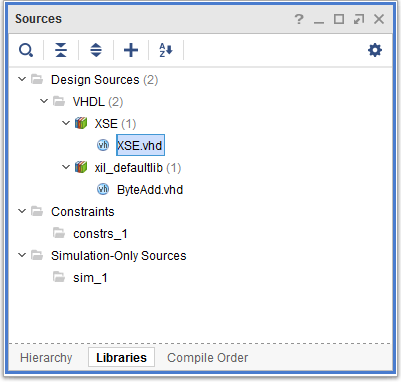 Sources
Design Sources (2)
VHDL (2)
XSE (1)
XSE.vhd
xil_defaultlib (1)
ByteAdd.vhd
Constraints
constrs_1
Simulation-Only Sources
sim_1
Hierarchy Libraries Compile Order